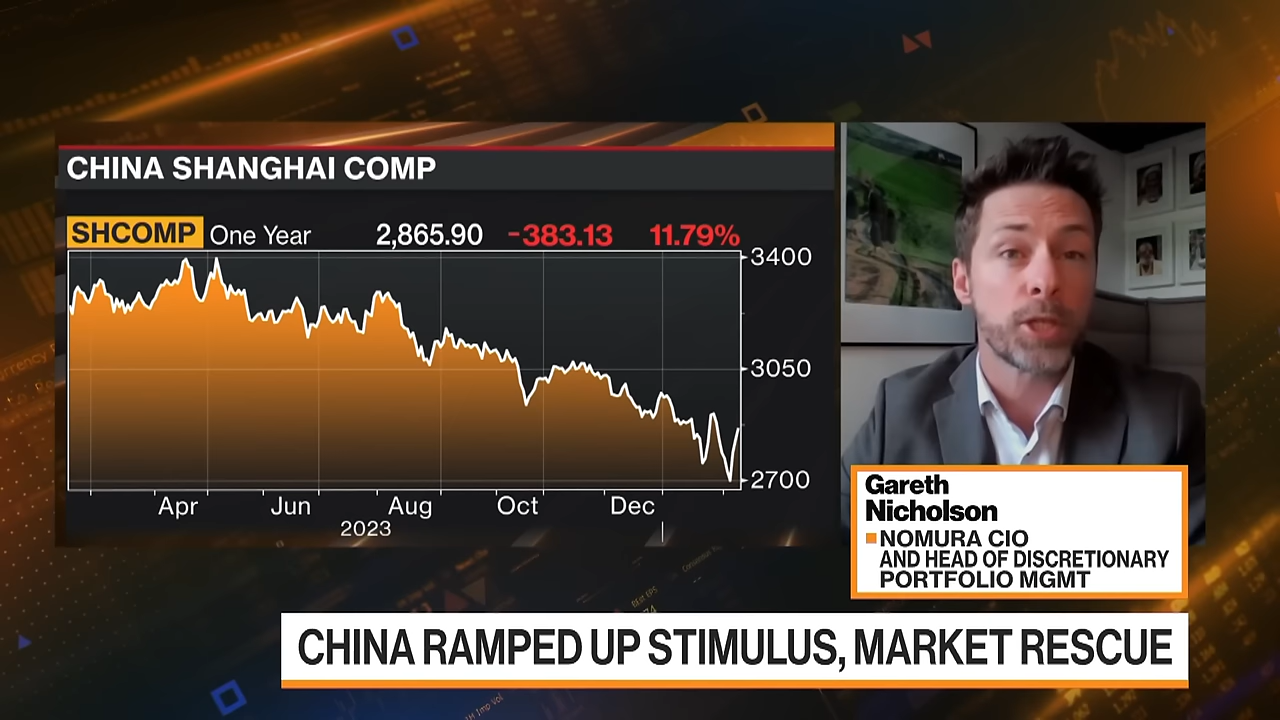 CHINA SHANGHAI COMP
SHCOMP One Year 2,865.90 -383.13 11.79%
3400
3050
2700
Apr Jun Aug Oct Dec
2023
Gareth
Nicholson
NOMURA CIO
AND HEAD OF DISCRETIONARY
PORTFOLIO MGMT
CHINA RAMPED UP STIMULUS, MARKET RESCUE